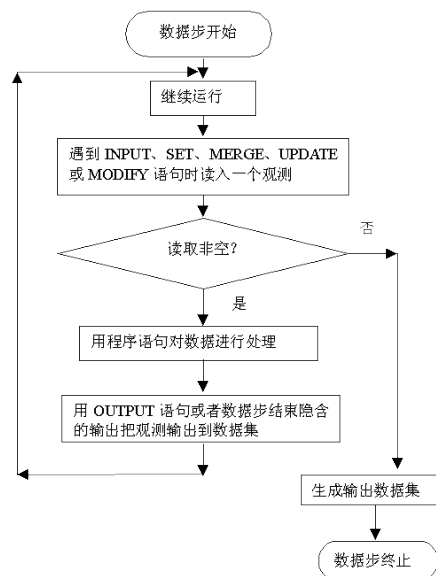 数据步开始
继续运行
遇到 INPUT、SET、MERGE、UPDATE
或 MODIFY 语句时读入一个观测
读取非空？
否
是
用程序语句对数据进行处理
用 OUTPUT 语句或者数据步结束隐含
的输出把观测输出到数据集
生成输出数据集
数据步终止